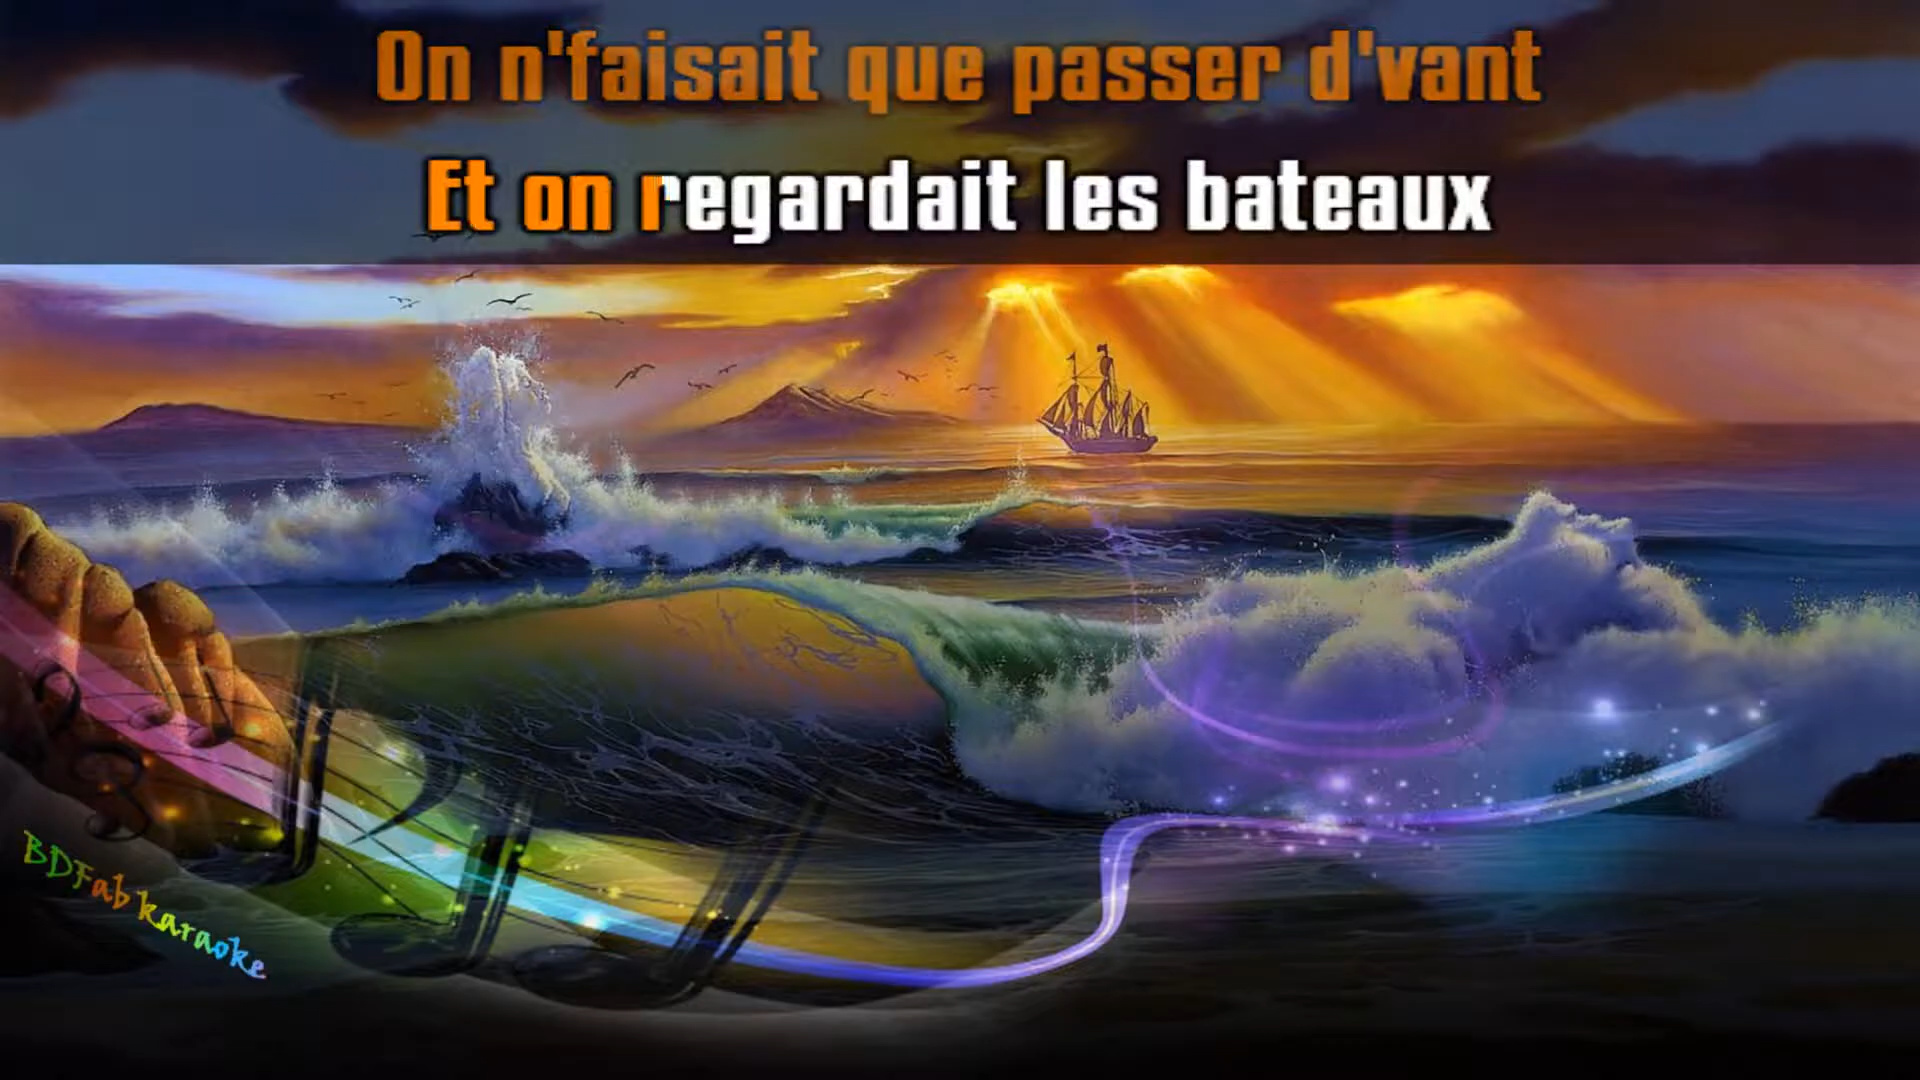 On n'faisait que passer d'vant
Et on regardait les bateaux
BDFab karaoke